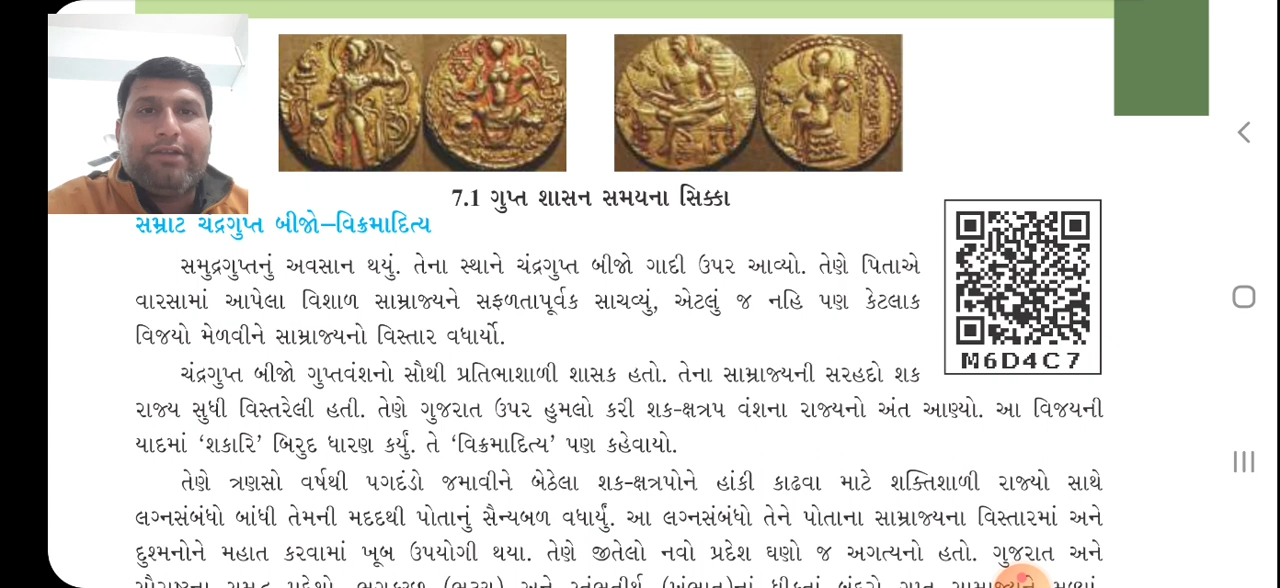 7.1 ગુપ્ત શાસન સમયના સિક્કા
સમ્રાટ ચંદ્રગુપ્ત બીજો–વિક્રમાદિત્ય
સમુદ્રગુપ્તનું અવસાન થયું. તેના સ્થાને ચંદ્રગુપ્ત બીજો ગાદી ઉપર આવ્યો. તેણે પિતાએ
વારસામાં આપેલા વિશાળ સામ્રાજ્યને સફળતાપૂર્વક સાચવ્યું, એટલું જ નહિ પણ કેટલાક
વિજયો મેળવીને સામ્રાજ્યનો વિસ્તાર વધાર્યો.
M6D4C7
ચંદ્રગુપ્ત બીજો ગુપ્તવંશનો સૌથી પ્રતિભાશાળી શાસક હતો. તેના સામ્રાજ્યની સરહદો શક
રાજ્ય સુધી વિસ્તરેલી હતી. તેણે ગુજરાત ઉપર હુમલો કરી શક-ક્ષત્રપ વંશના રાજ્યનો અંત આણ્યો. આ વિજયની
યાદમાં ‘શકારિ’ બિરુદ ધારણ કર્યું. તે ‘વિક્રમાદિત્ય’ પણ કહેવાયો.
તેણે ત્રણસો વર્ષથી પગદંડો જમાવીને બેઠેલા શક-ક્ષત્રપોને હાંકી કાઢવા માટે શક્તિશાળી રાજ્યો સાથે
લગ્નસંબંધો બાંધી તેમની મદદથી પોતાનું સૈન્યબળ વધાર્યું. આ લગ્નસંબંધો તેને પોતાના સામ્રાજ્યના વિસ્તારમાં અને
દુશ્મનોને મહાત કરવામાં ખૂબ ઉપયોગી થયા. તેણે જીતેલો નવો પ્રદેશ ઘણો જ અગત્યનો હતો. ગુજરાત અને